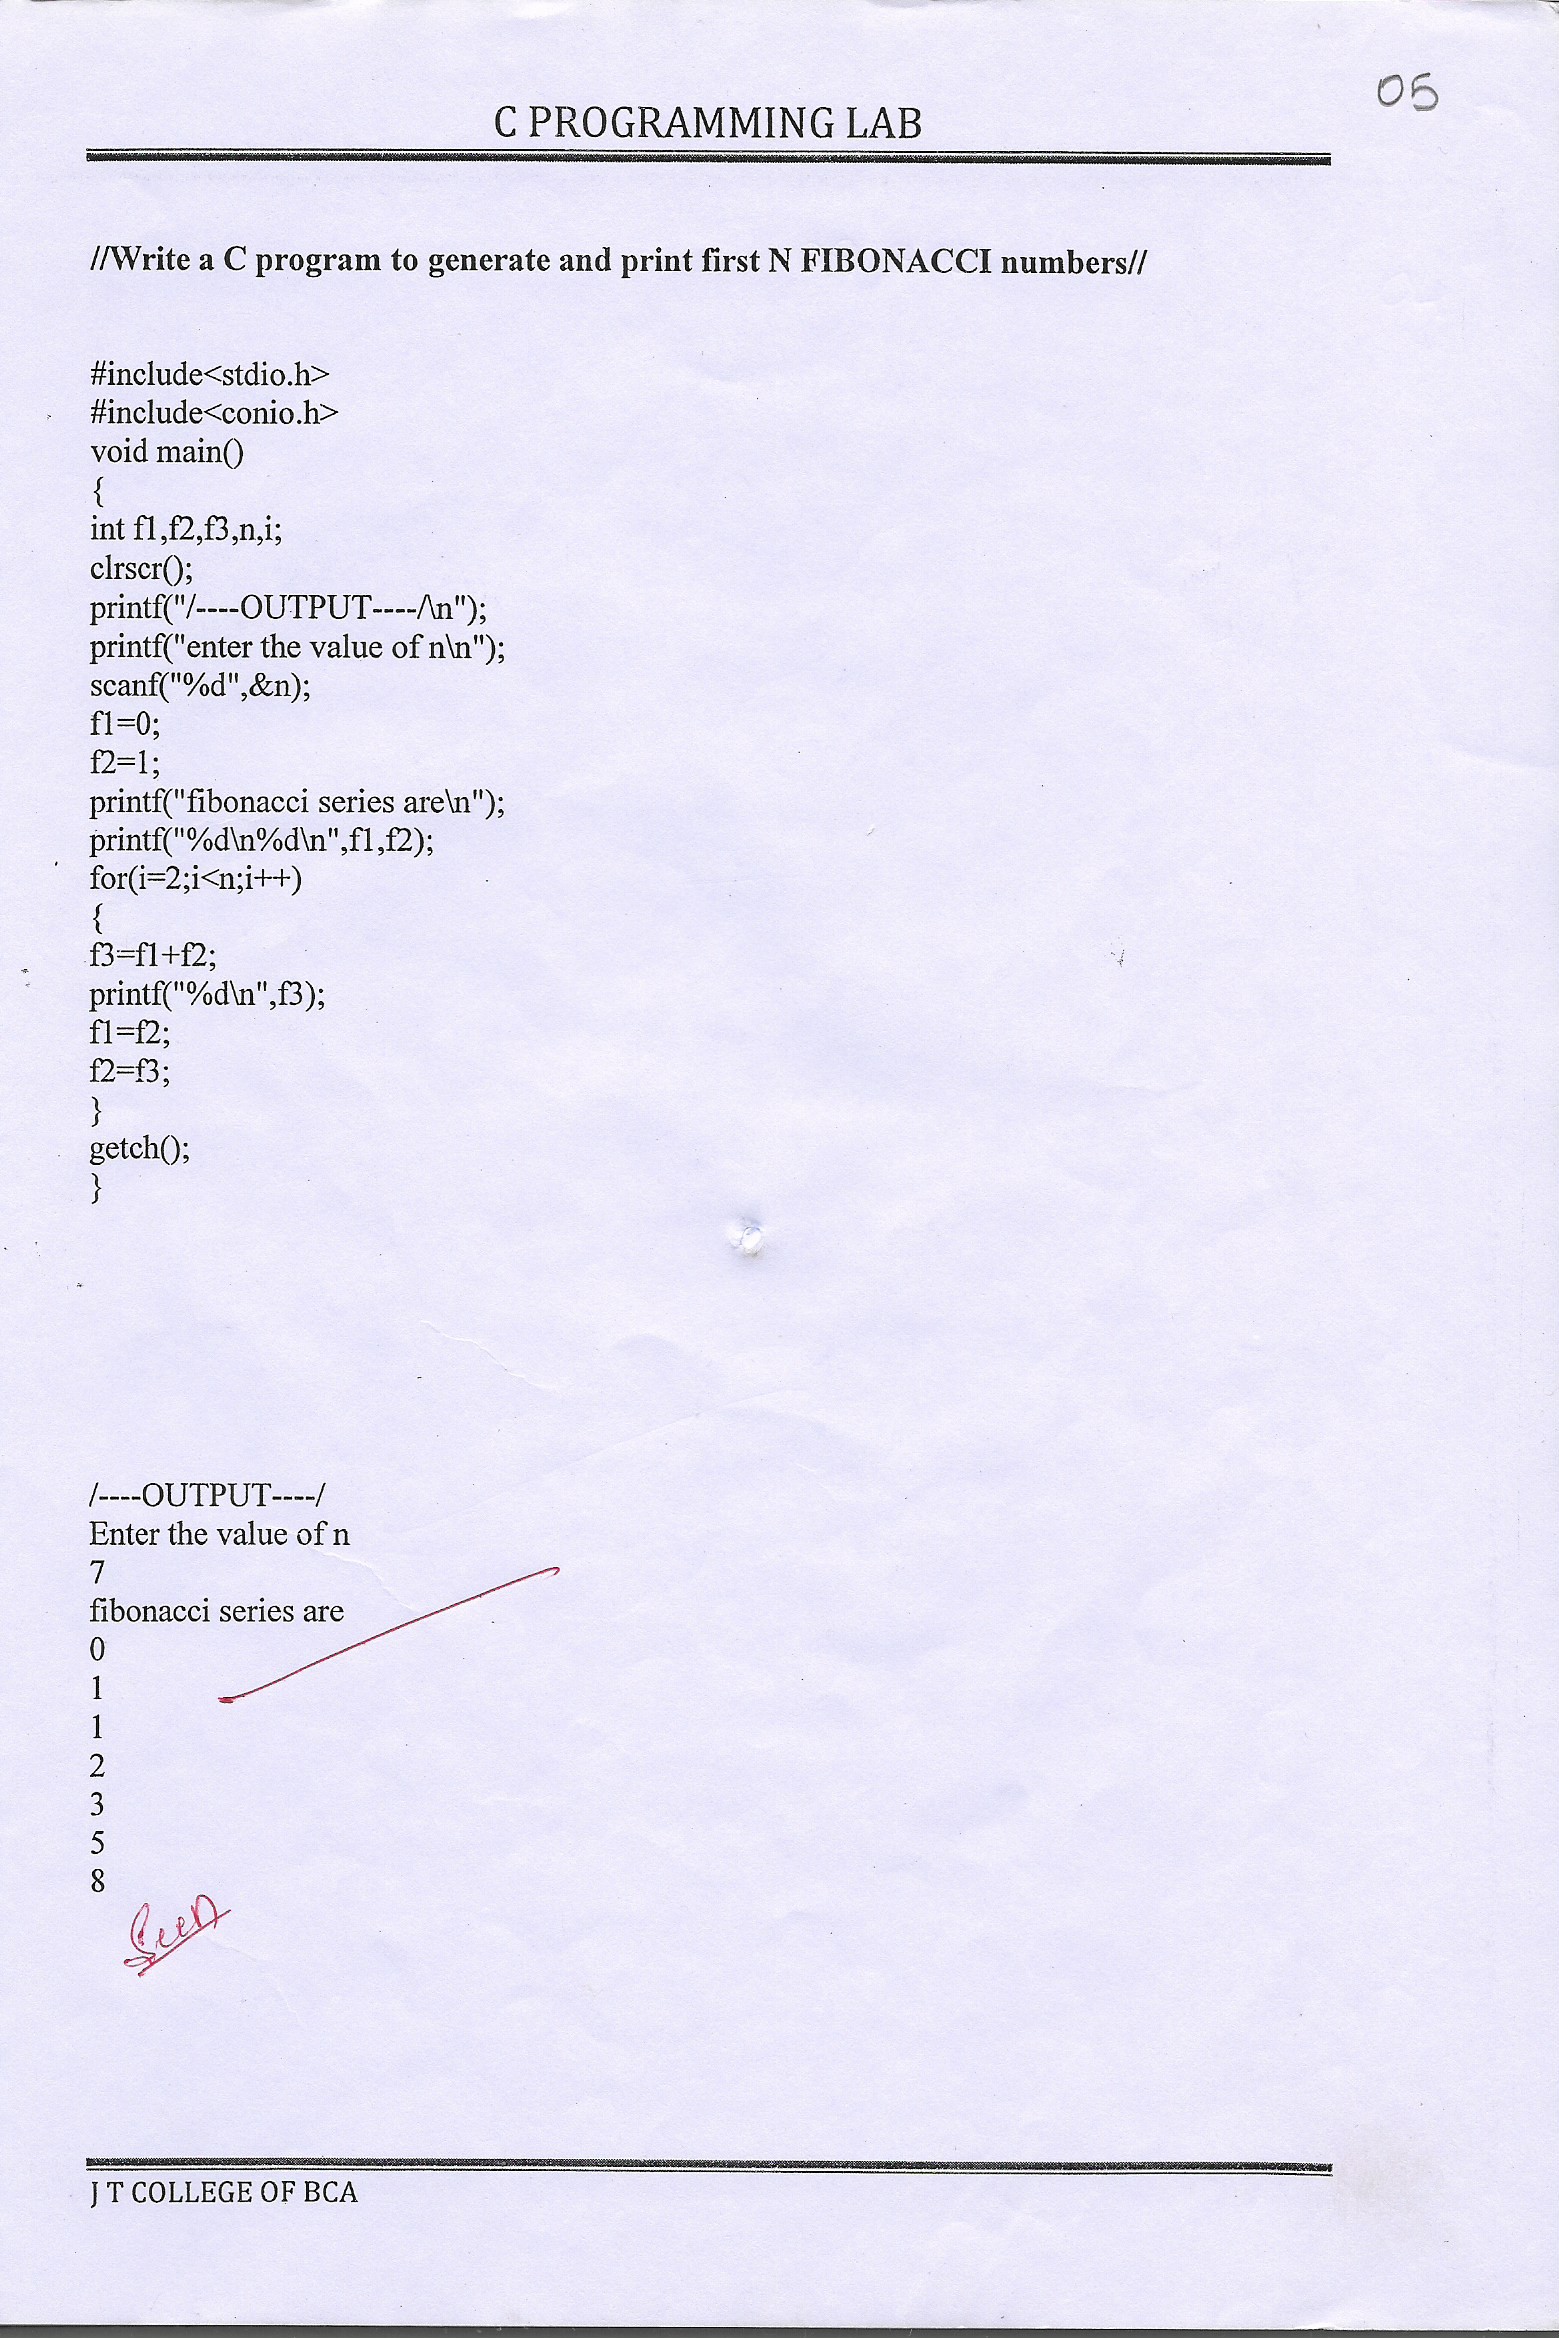 05
C PROGRAMMING LAB
//Write a C program to generate and print first N FIBONACCI numbers//
#include<stdio.h>
#include<conio.h>
void main()
{
int f1,f2,f3,n,i;
clrscr();
printf("/----OUTPUT----/\n");
printf("enter the value of n\n");
scanf("%d",&n);
f1=0;
f2=1;
printf("fibonacci series are\n");
printf("%d\n%d\n",f1,f2);
for(i=2;i<n;i++)
{
f3=f1+f2;
printf("%d\n",f3);
f1=f2;
f2=f3;
}
getch();
}
/----OUTPUT----/
Enter the value of n
7
fibonacci series are
0
1
1
2
3
5
8
Seen
J T COLLEGE OF BCA